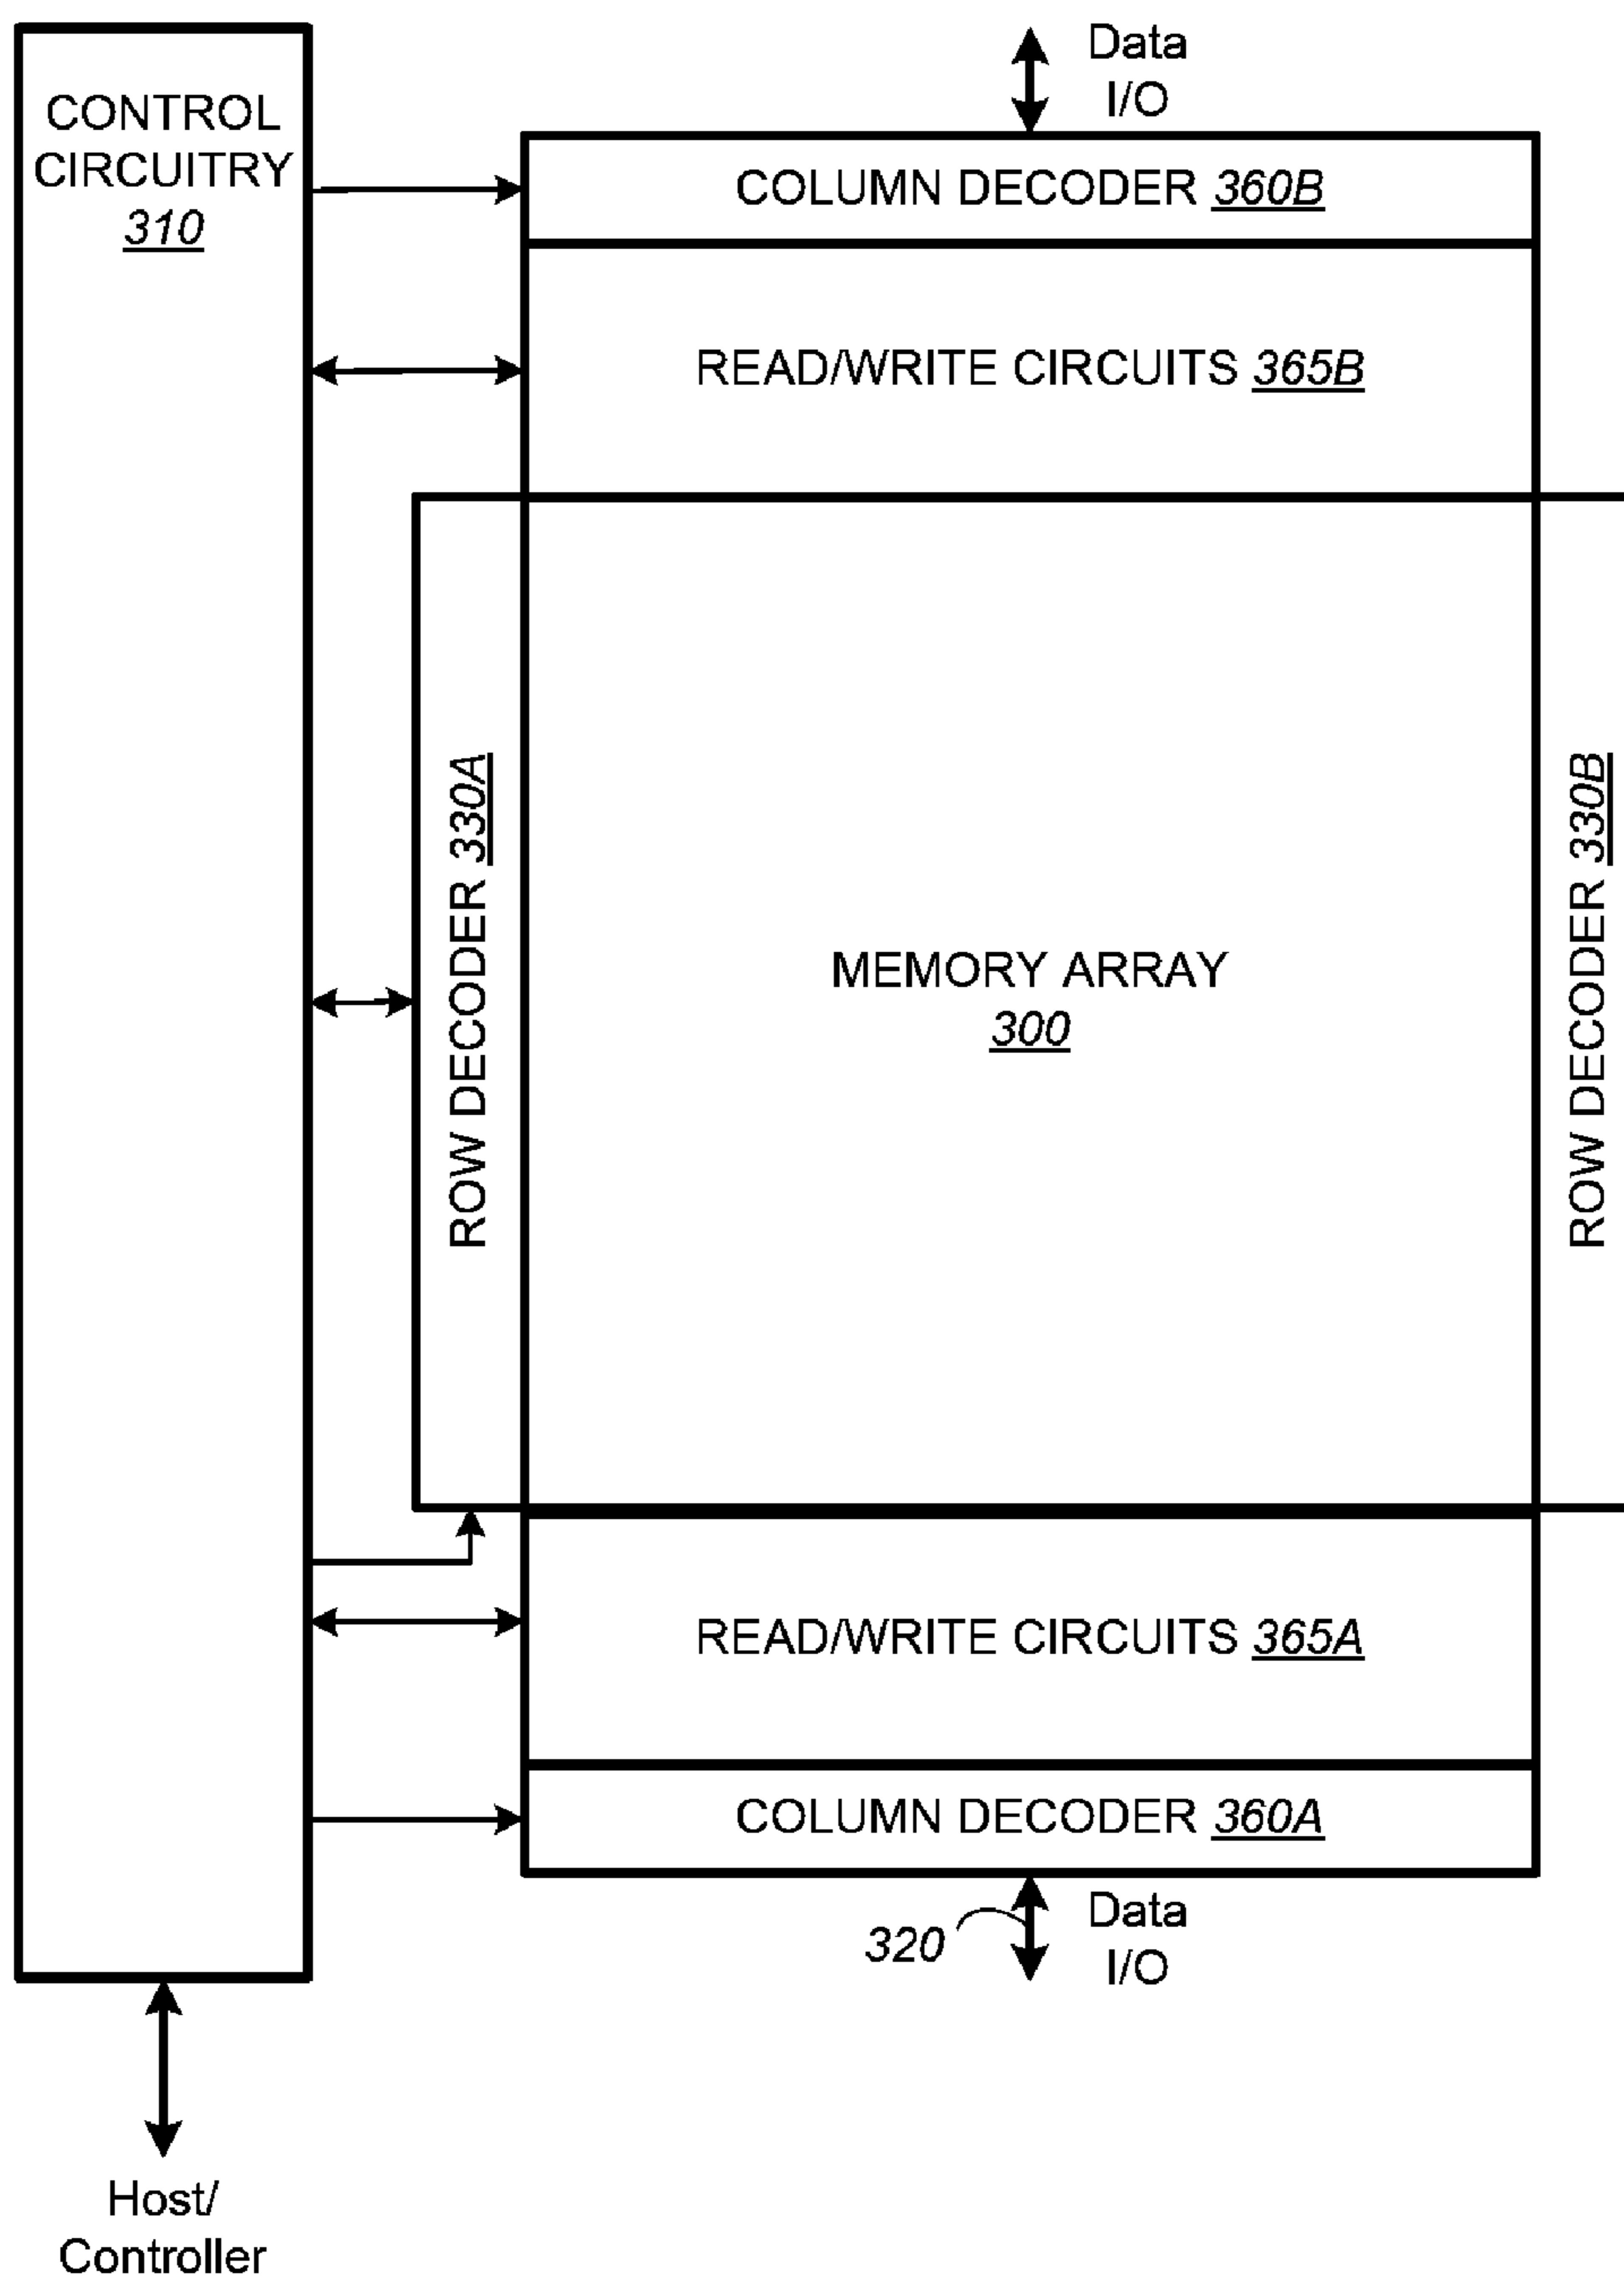 Data
I/O
CONTROL
CIRCUITRY
310
COLUMN DECODER 360B
READ/WRITE CIRCUITS 365B
ROW DECODER 330A
MEMORY ARRAY
300
ROW DECODER 330B
READ/WRITE CIRCUITS 365A
COLUMN DECODER 360A
320
Data
I/O
Host/
Controller